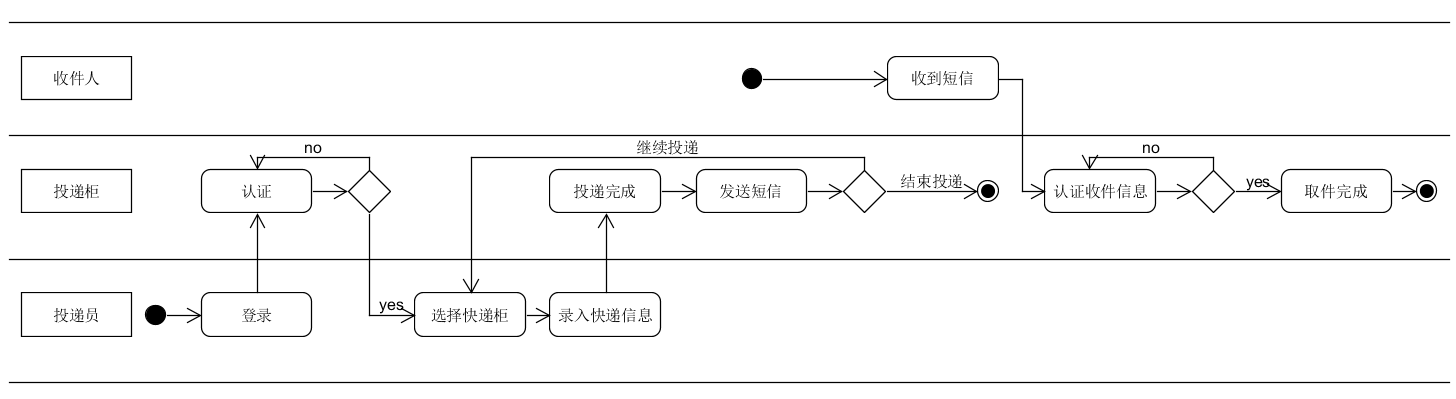 收件人
收到短信
no
继续投递
no
投递柜
认证
投递完成
发送短信
结束投递
认证收件信息
yes
取件完成
yes
投递员
登录
选择快递柜
录入快递信息